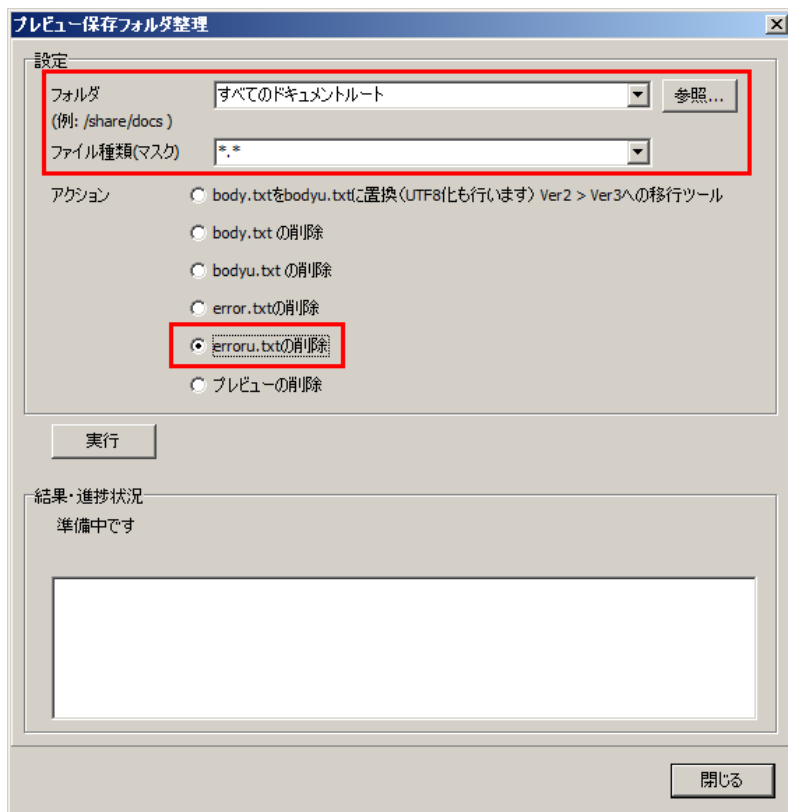 プレビュー保存フォルダ整理
設定
フォルダ
すべてのドキュメントルート
参照...
(例: /share/docs )
ファイル種類(マスク)
*.*
アクション
body.txtをbodyu.txtに置換(UTF8化も行います) Ver2 > Ver3への移行ツール
body.txt の削除
bodyu.txt の削除
error.txtの削除
erroru.txtの削除
プレビューの削除
実行
結果・進捗状況
準備中です
閉じる